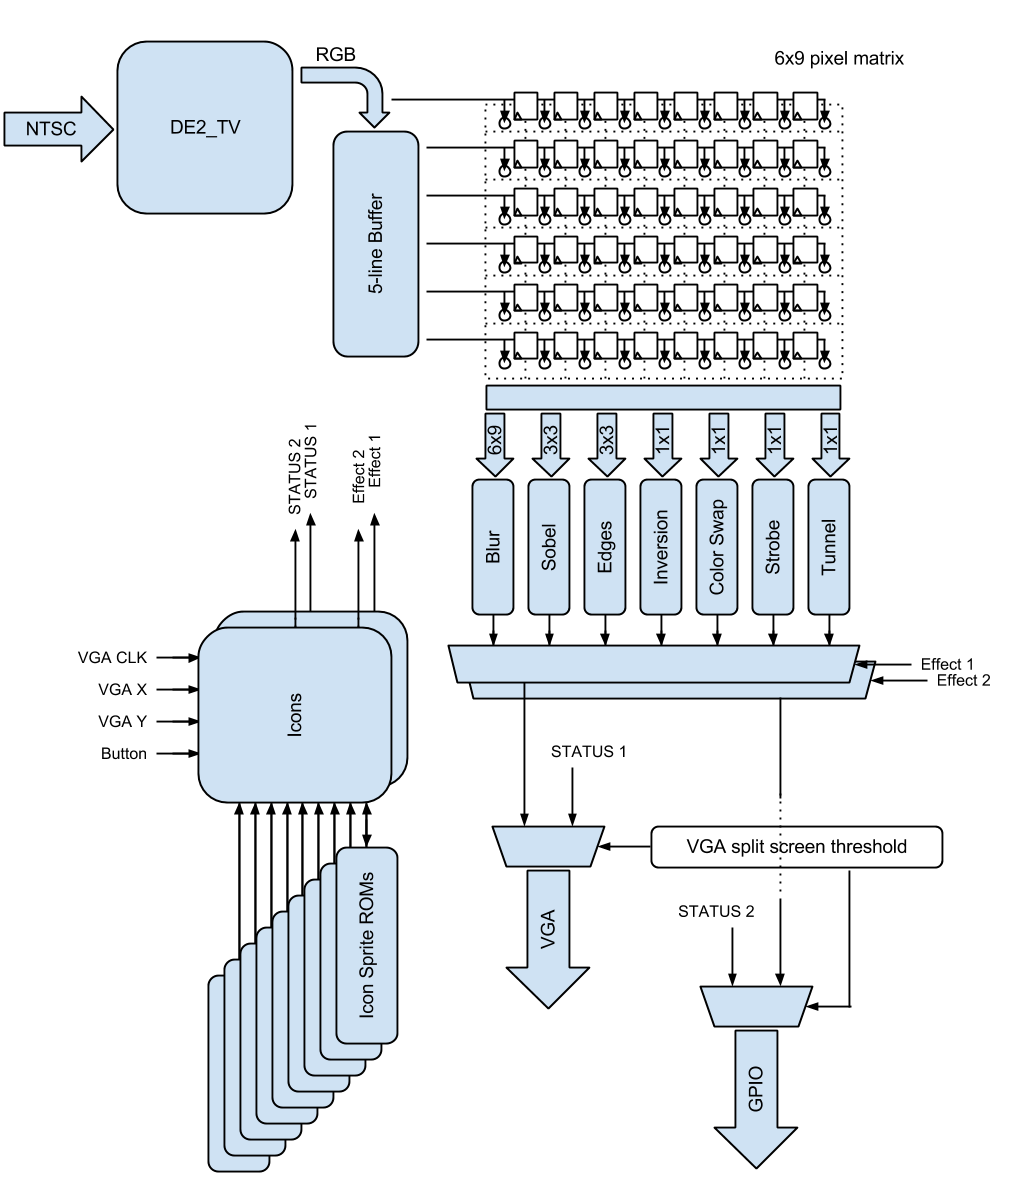 RGB
6x9 pixel matrix
NTSC
DE2_TV
5-line Buffer
6x9
3x3
3x3
1x1
1x1
1x1
1x1
Blur
Sobel
Edges
Inversion
Color Swap
Strobe
Tunnel
STATUS 2
STATUS 1
Effect 2
Effect 1
VGA CLK
VGA X
VGA Y
Button
Icons
Effect 1
Effect 2
STATUS 1
VGA split screen threshold
STATUS 2
VGA
Icon Sprite ROMs
GPIO